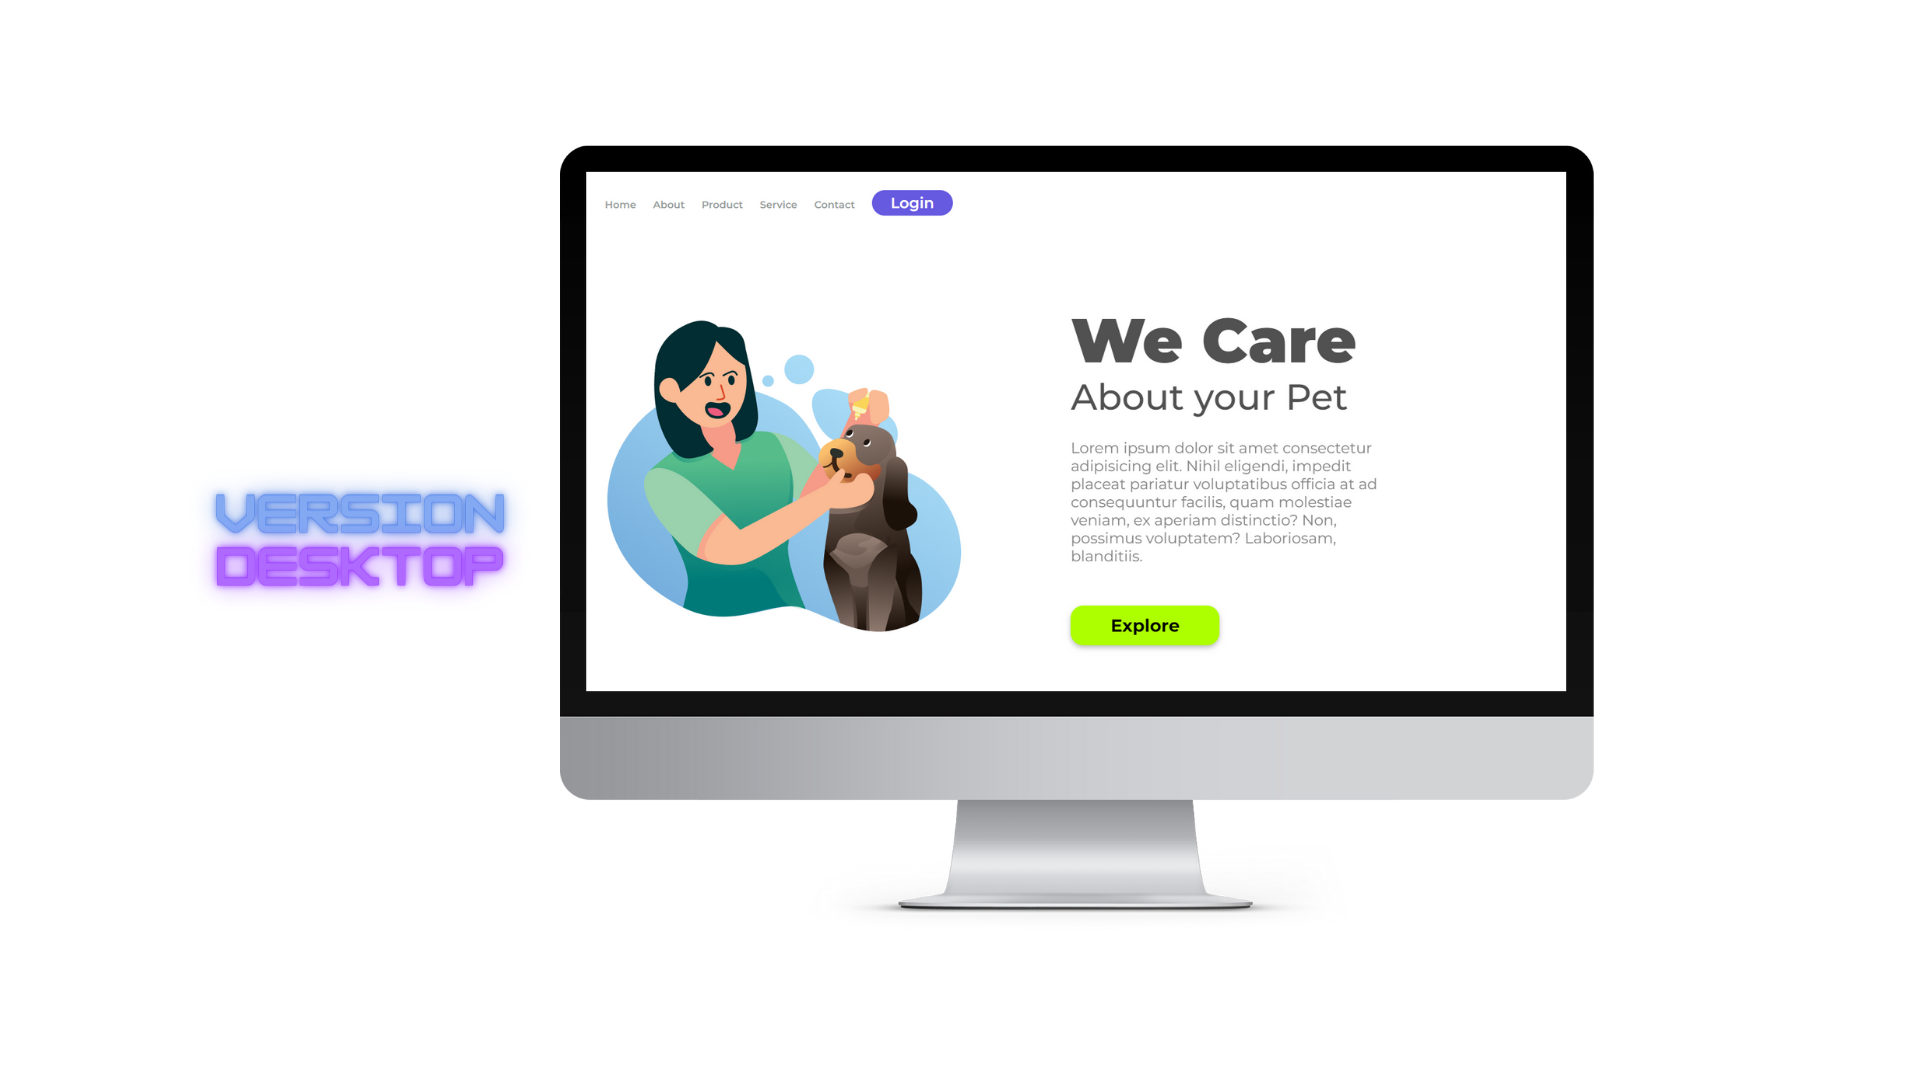 VERSION
DESKTOP
Home About Product Service Contact Login
We Care
About your Pet
Lorem ipsum dolor sit amet consectetur
adipisicing elit. Nihil eligendi, impedit
placeat pariatur voluptatibus officia at ad
consequuntur facilis, quam molestiae
veniam, ex aperiam distinctio? Non,
possimus voluptatem? Laboriosam,
blanditiis.
Explore